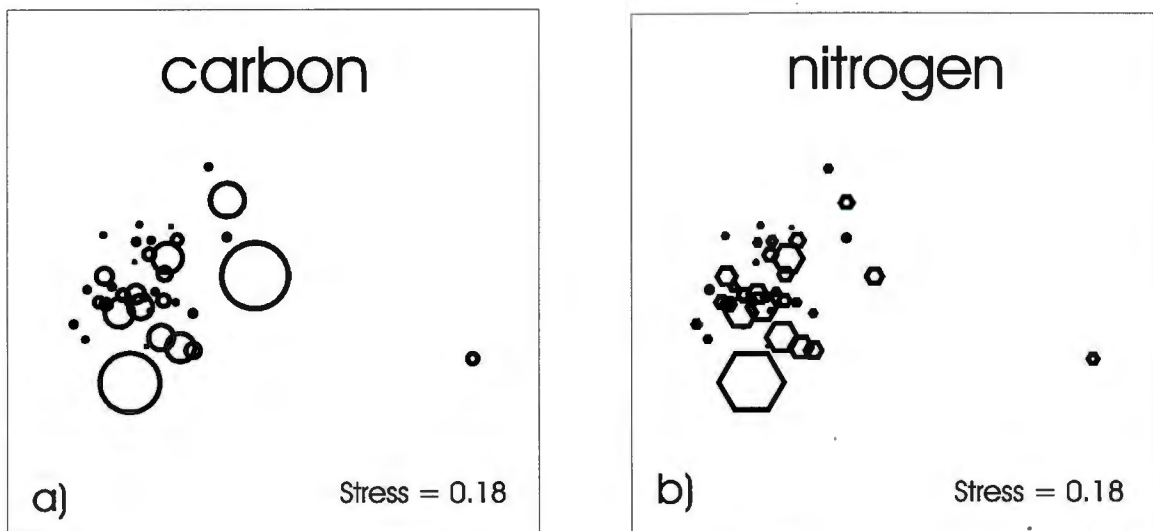 carbon
a)
Stress = 0.18
nitrogen
b)
Stress = 0.18